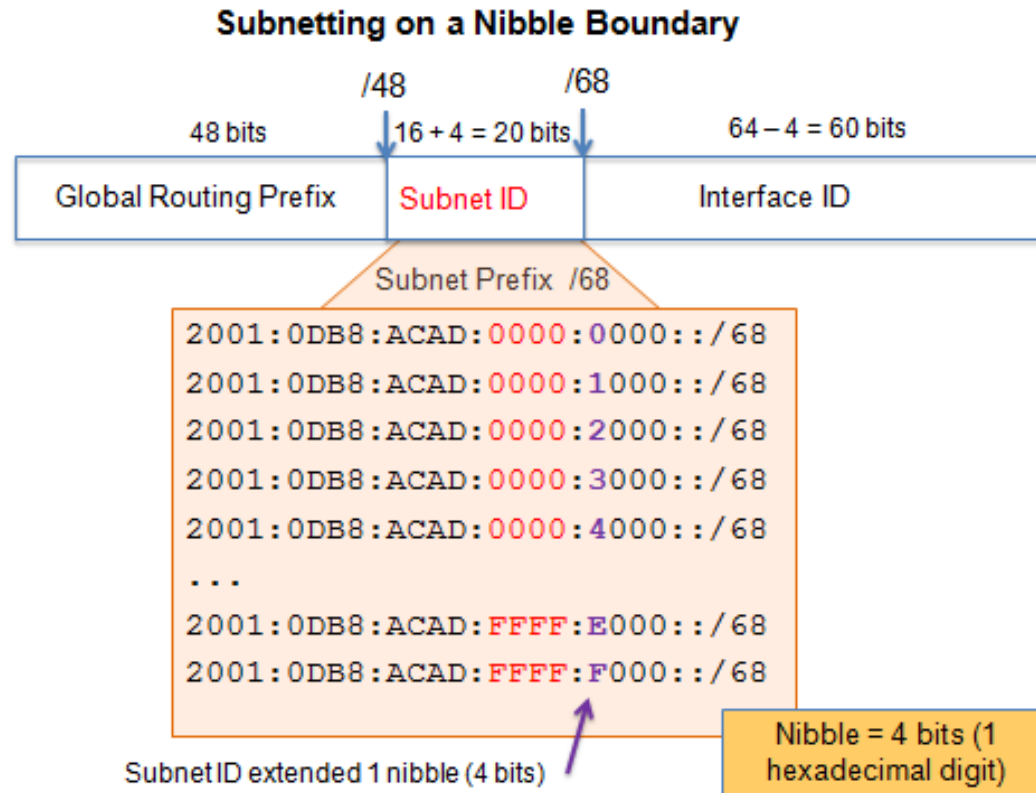 Subnetting on a Nibble Boundary
/48
/68
48 bits
16 + 4 = 20 bits
64 – 4 = 60 bits
Global Routing Prefix
Subnet ID
Interface ID
Subnet Prefix /68
2001:0DB8:ACAD:0000:0000::/68
2001:0DB8:ACAD:0000:1000::/68
2001:0DB8:ACAD:0000:2000::/68
2001:0DB8:ACAD:0000:3000::/68
2001:0DB8:ACAD:0000:4000::/68
...
2001:0DB8:ACAD:FFFF:E000::/68
2001:0DB8:ACAD:FFFF:F000::/68
Subnet ID extended 1 nibble (4 bits)
Nibble = 4 bits (1
hexadecimal digit)